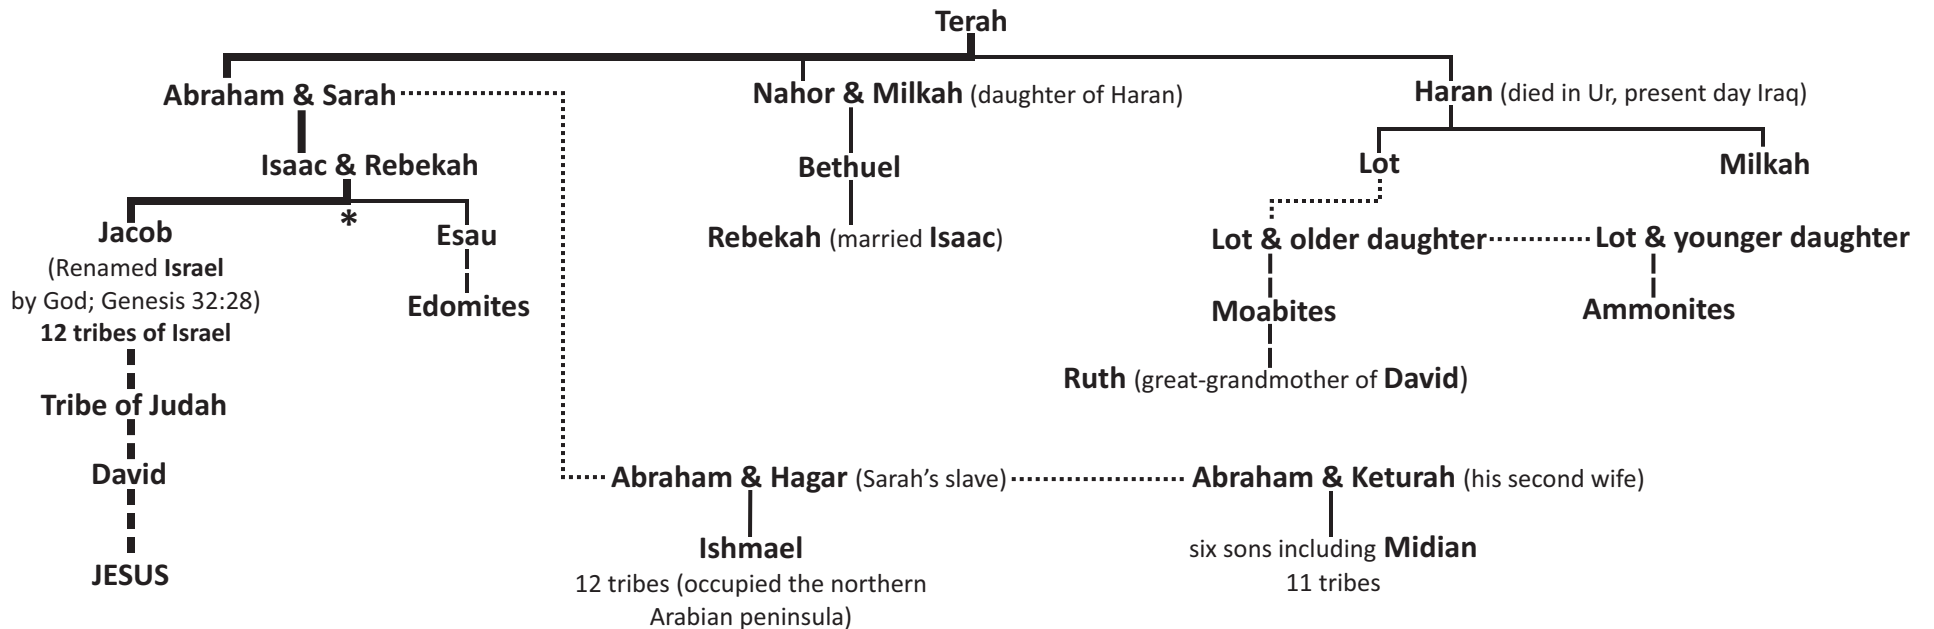 Terah
Abraham & Sarah
Nahor & Milkah (daughter of Haran)
Haran (died in Ur, present day Iraq)
Isaac & Rebekah
Bethuel
Lot
Milkah
*
Jacob
(Renamed Israel
by God; Genesis 32:28)
12 tribes of Israel
Esau
Rebekah (married Isaac)
Lot & older daughter
Lot & younger daughter
Edomites
Moabites
Ammonites
Ruth (great-grandmother of David)
Tribe of Judah
David
JESUS
Abraham & Hagar (Sarah’s slave)
Abraham & Keturah (his second wife)
Ishmael
12 tribes (occupied the northern
Arabian peninsula)
six sons including Midian
11 tribes